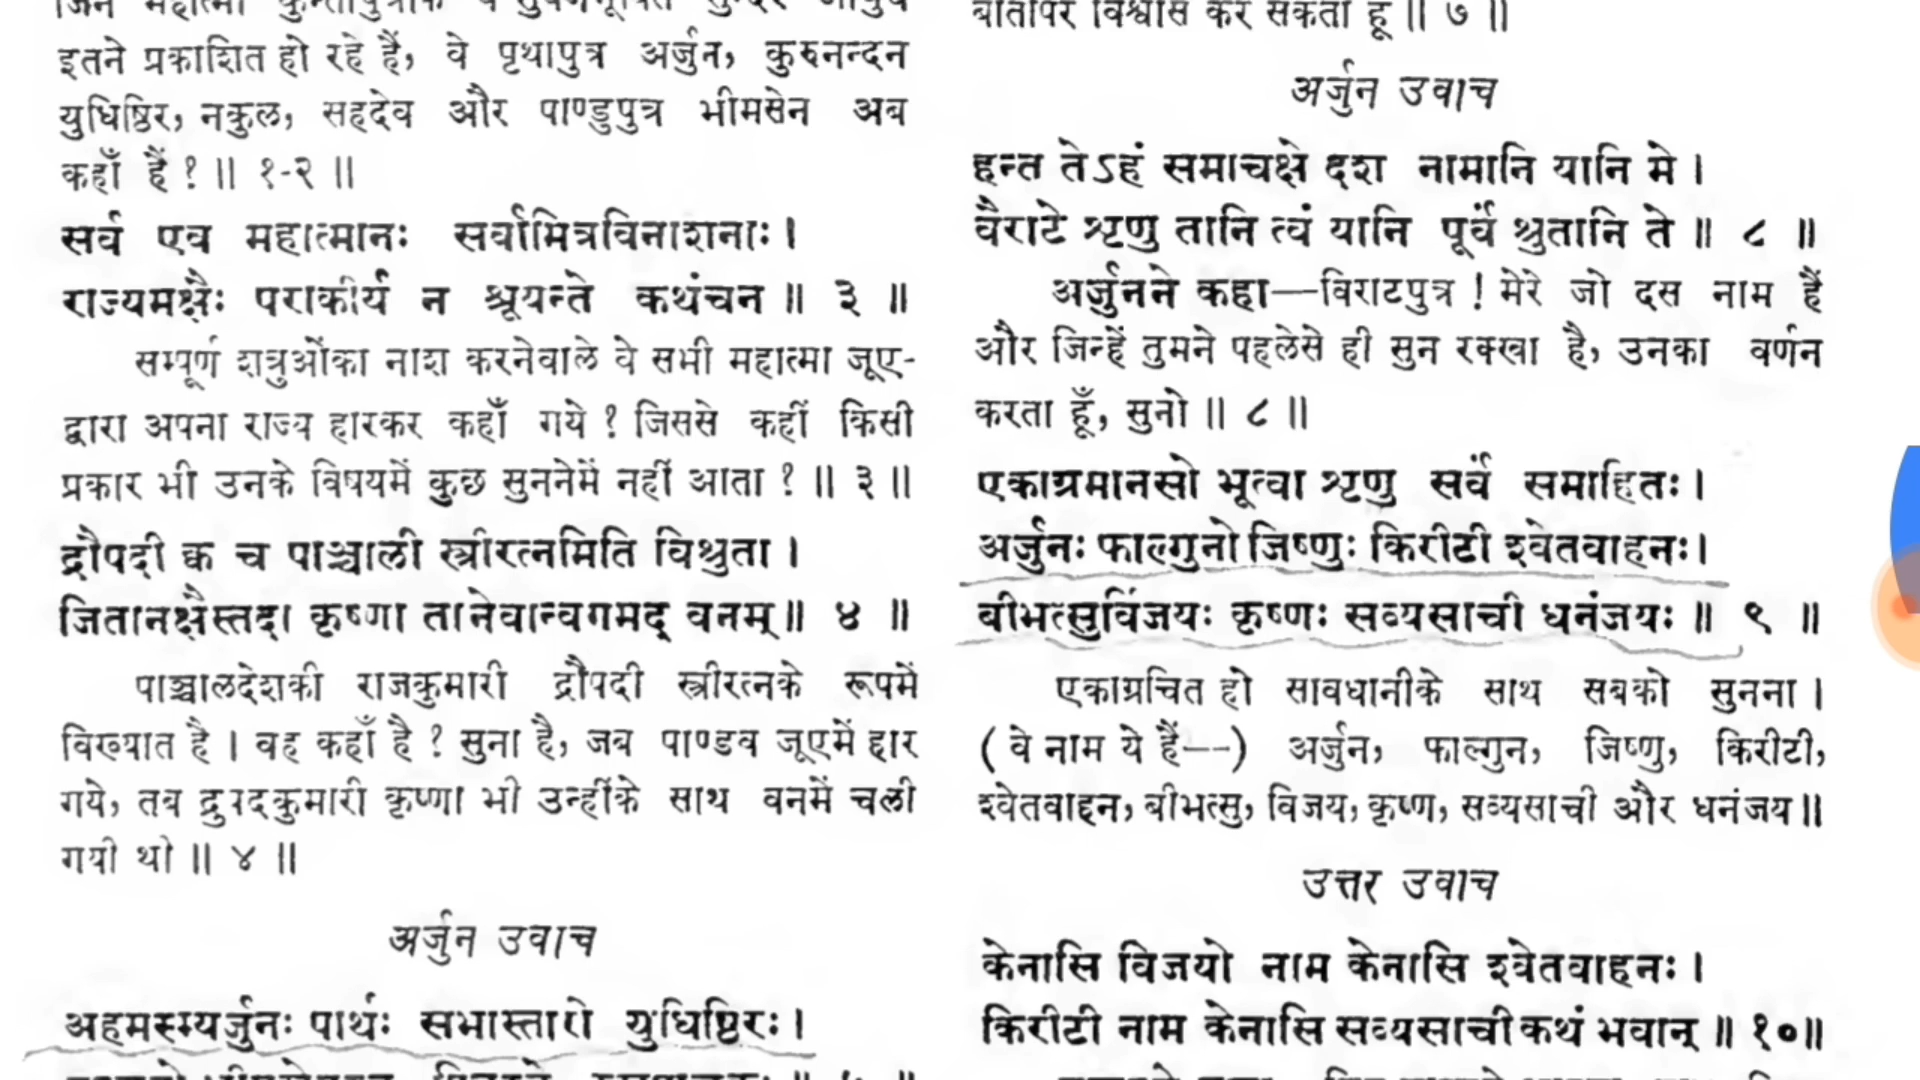 इतने प्रकाशित हो रहे हैं, वे पृथापुत्र अर्जुन, कुरुनन्दन
युधिष्ठिर, नकुल, सहदेव और पाण्डुपुत्र भीमसेन अब
कहाँ हैं ? ॥ १-२ ॥
सर्व एव महात्मानः सर्वामित्रविनाशनाः ।
राज्यमक्षैः पराकीर्य न श्रूयन्ते कथंचन ॥ ३ ॥
सम्पूर्ण शत्रुओंका नाश करनेवाले वे सभी महात्मा जूए-
द्वारा अपना राज्य हारकर कहाँ गये ? जिससे कहीं किसी
प्रकार भी उनके विषयमें कुछ सुननेमें नहीं आता ? ॥ ३ ॥
द्रौपदी क्व च पाञ्चाली स्त्रीरत्नमिति विश्रुता ।
जितानक्षैस्तदा कृष्णा तानेवान्वगमद् वनम् ॥ ४ ॥
पाञ्चालदेशकी राजकुमारी द्रौपदी स्त्रीरत्नके रूपमें
विख्यात है । वह कहाँ है ? सुना है, जब पाण्डव जूएमें हार
गये, तब द्रुपदकुमारी कृष्णा भी उन्हींके साथ वनमें चली
गयी थी ॥ ४ ॥
अर्जुन उवाच
अहमस्म्यर्जुनः पार्थः सभास्तारो युधिष्ठिरः ।
बातोंपर विश्वास कर सकता हूँ ॥ ७ ॥
अर्जुन उवाच
हन्त तेऽहं समाचक्षे दश नामानि यानि मे ।
वैराटे शृणु तानि त्वं यानि पूर्वं श्रुतानि ते ॥ ८ ॥
अर्जुनने कहा—विराटपुत्र ! मेरे जो दस नाम हैं
और जिन्हें तुमने पहलेसे ही सुन रक्खा है, उनका वर्णन
करता हूँ, सुनो ॥ ८ ॥
एकाग्रमानसो भूत्वा शृणु सर्वं समाहितः ।
अर्जुनः फाल्गुनो जिष्णुः किरीटी श्वेतवाहनः ।
बीभत्सुर्विजयः कृष्णः सव्यसाची धनंजयः ॥ ९ ॥
एकाग्रचित हो सावधानीके साथ सबको सुनना ।
( वे नाम ये हैं—) अर्जुन, फाल्गुन, जिष्णु, किरीटी,
श्वेतवाहन, बीभत्सु, विजय, कृष्ण, सव्यसाची और धनंजय ॥
उत्तर उवाच
केनासि विजयो नाम केनासि श्वेतवाहनः ।
किरीटी नाम केनासि सव्यसाची कथं भवान् ॥ १० ॥